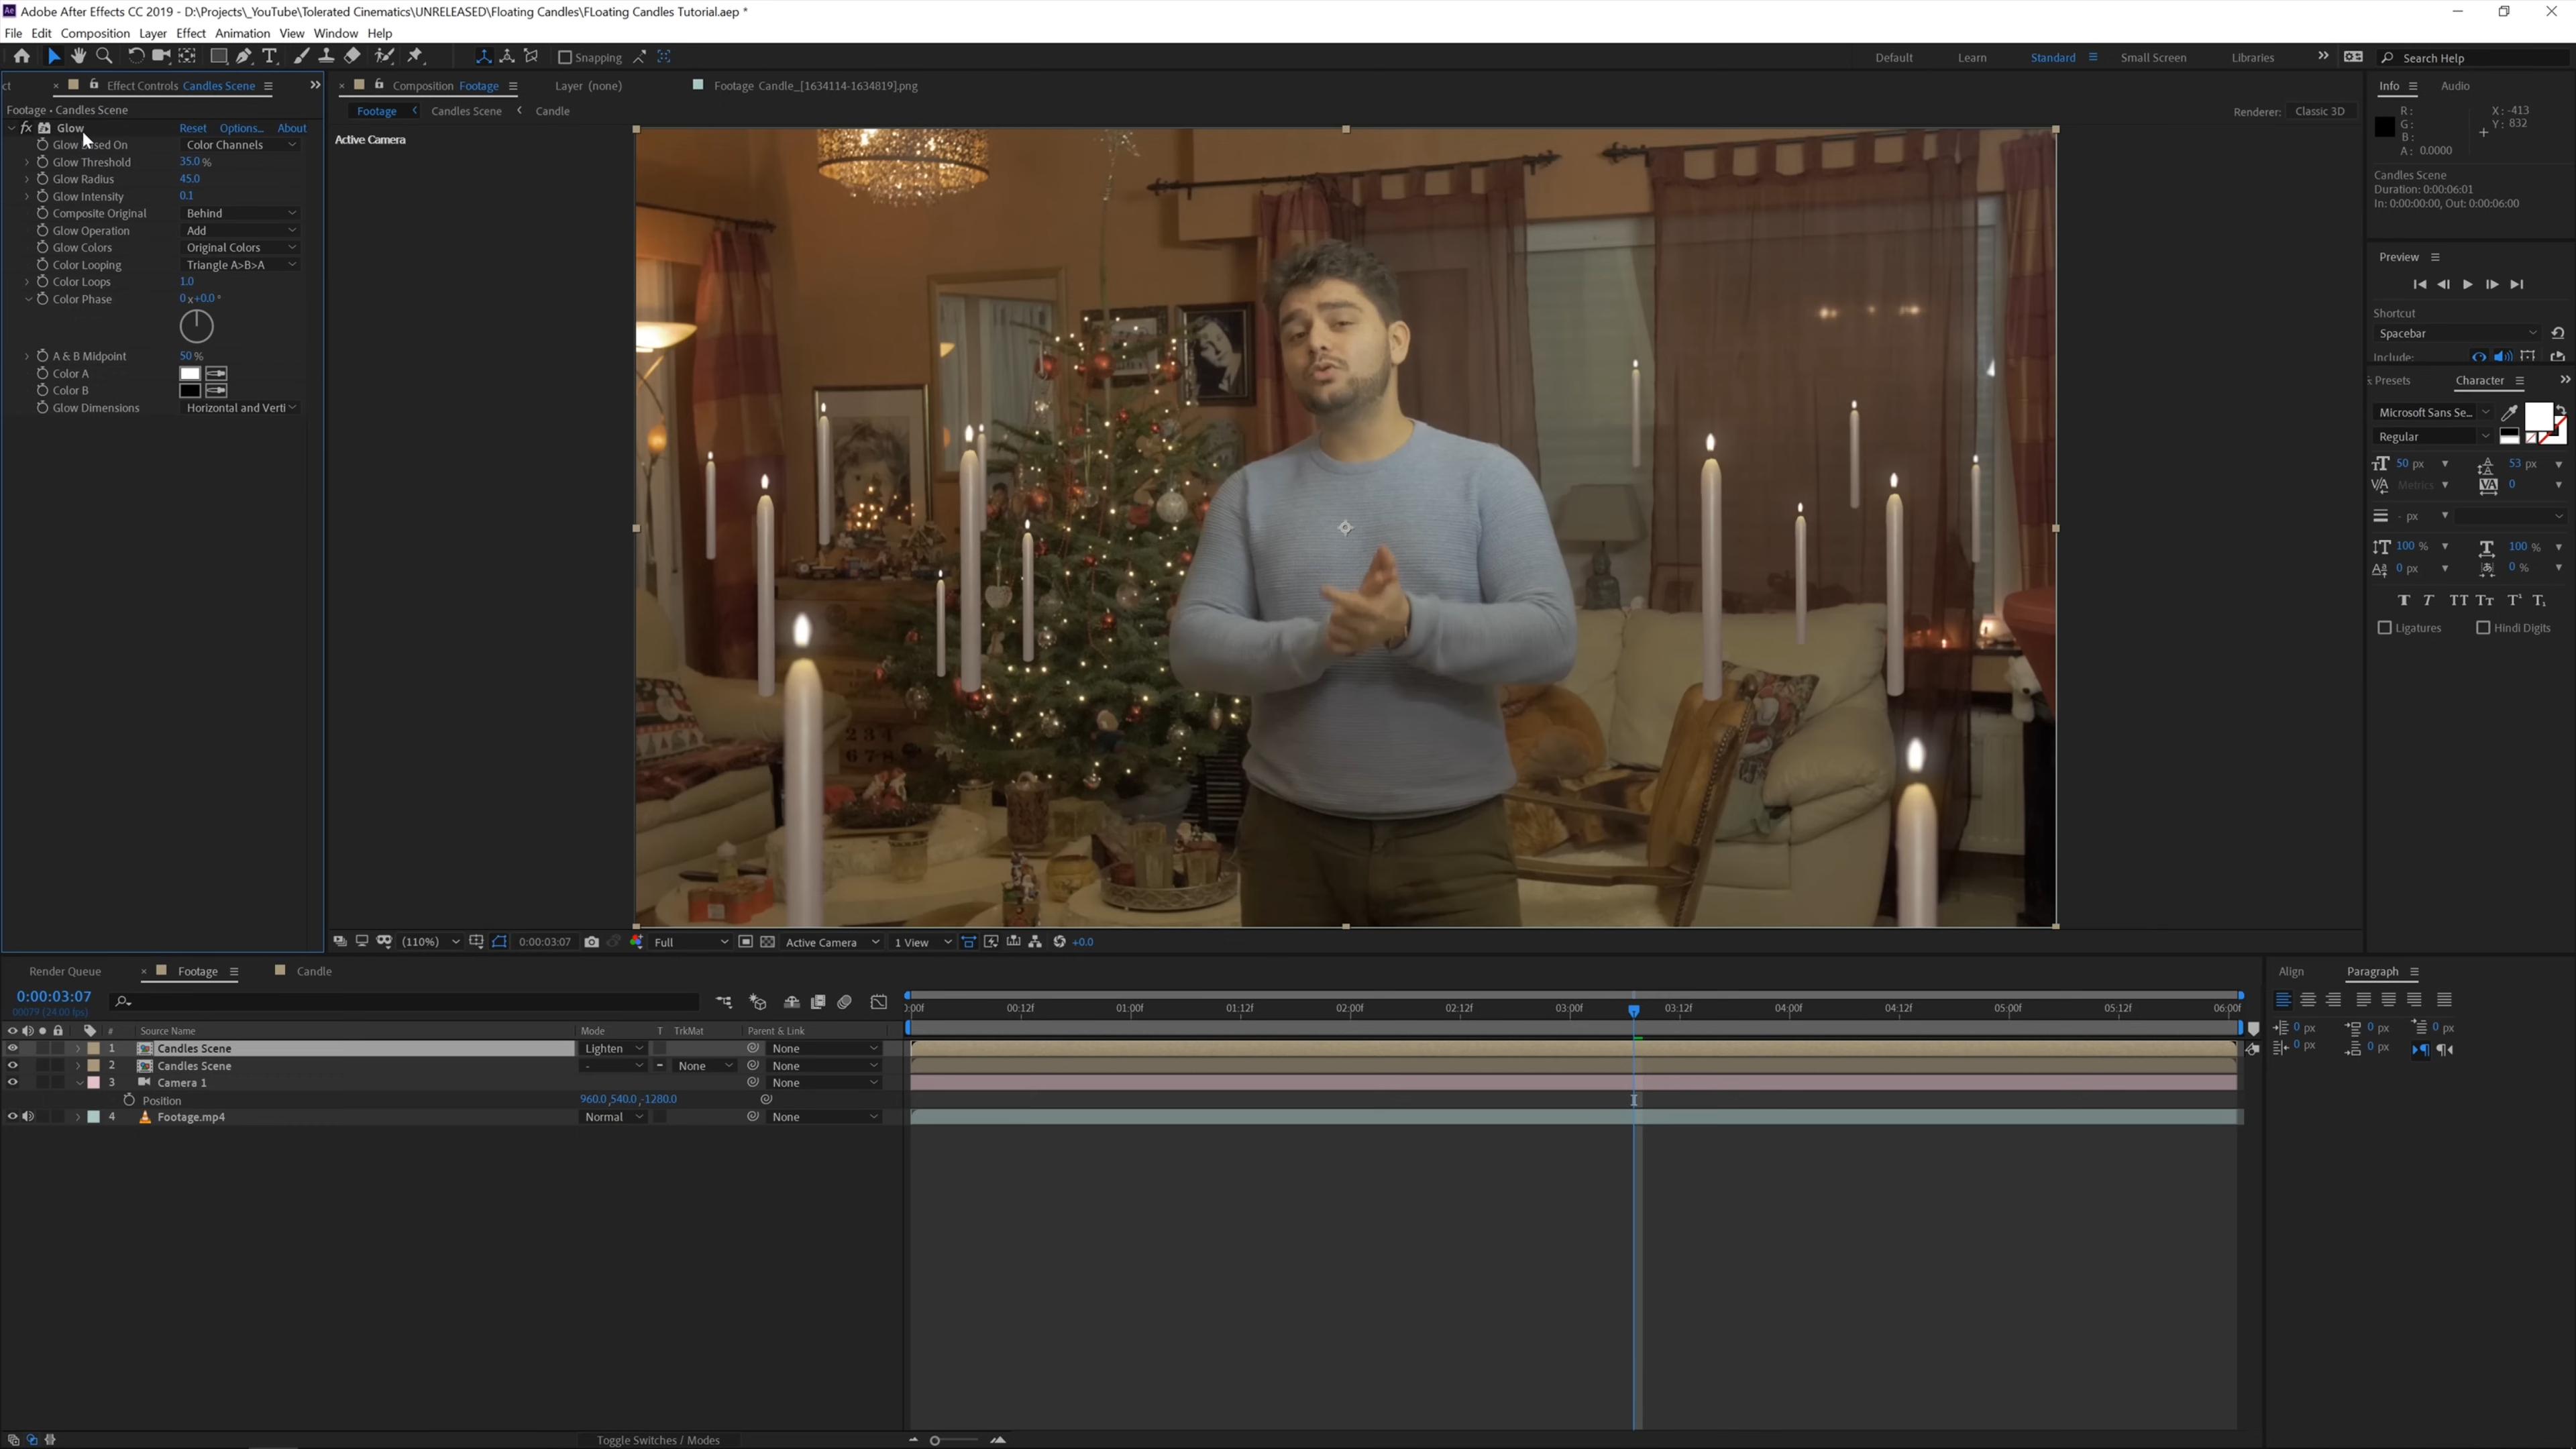 Adobe After Effects CC 2019 - D:\Projects\_YouTube\Tolerated Cinematics\UNRELEASED\Floating Candles\FLoating Candles Tutorial.aep *
File Edit Composition Layer Effect Animation View Window Help
Snapping Default Learn Standard Small Screen Libraries Search Help
ct Effect Controls Candles Scene
Footage • Candles Scene
fx Glow Reset Options... About
Glow Based On Color Channels
Glow Threshold 35.0 %
Glow Radius 45.0
Glow Intensity 0.1
Composite Original Behind
Glow Operation Add
Glow Colors Original Colors
Color Looping Triangle A>B>A
Color Loops 1.0
Color Phase 0 x+0.0 °
A & B Midpoint 50 %
Color A
Color B
Glow Dimensions Horizontal and Verti
Composition Footage Layer (none) Footage Candle_[1634114-1634819].png
Footage Candles Scene Candle
Renderer: Classic 3D
Active Camera
(110%) 0:00:03:07 Full Active Camera 1 View +0.0
Info Audio
R: X: -413
G: Y: 832
B:
A: 0.0000
Candles Scene
Duration: 0:00:06:01
In: 0:00:00:00, Out: 0:00:06:00
Preview
Shortcut
Spacebar
Include:
Presets Character
Microsoft Sans Se...
Regular
50 px 53 px
Metrics 0
- px
100 % 100 %
0 px 0 %
Ligatures Hindi Digits
Render Queue Footage Candle
0:00:03:07
00079 (24.00 fps)
:00f 00:12f 01:00f 01:12f 02:00f 02:12f 03:00f 03:12f 04:00f 04:12f 05:00f 05:12f 06:00f
# Source Name Mode T TrkMat Parent & Link
1 Candles Scene Lighten None
2 Candles Scene - None None
3 Camera 1 None
Position 960.0,540.0,-1280.0
4 Footage.mp4 Normal None
Toggle Switches / Modes
Align Paragraph
0 px 0 px 0 px
0 px 0 px